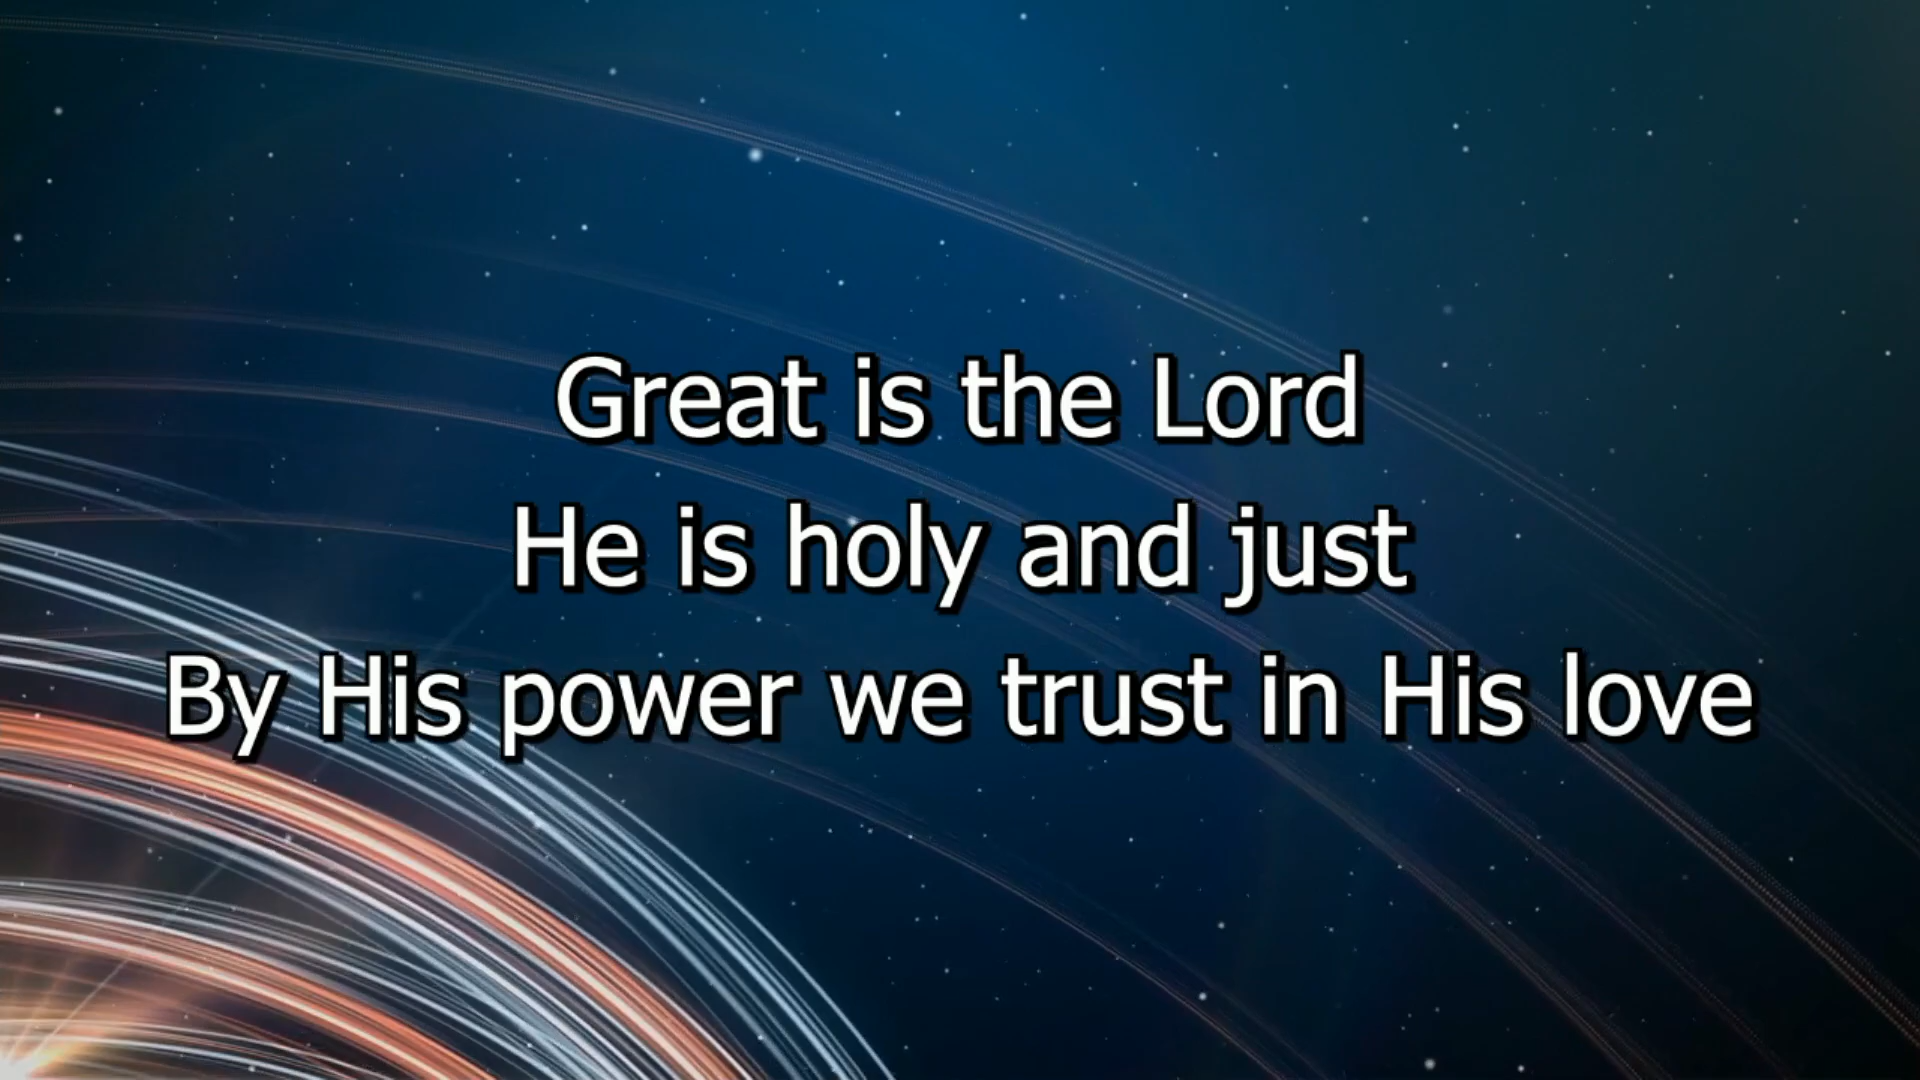 Great is the Lord
He is holy and just
By His power we trust in His love